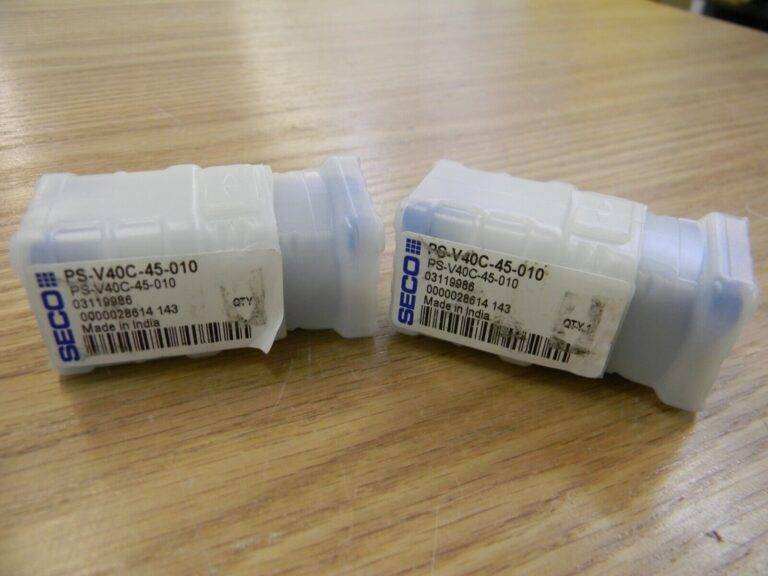 SECO
PS-V40C-45-010
PS-V40C-45-010
03119986
0000028614 143
Made in India
QTY
SECO
PS-V40C-45-010
PS-V40C-45-010
03119986
0000028614 143
Made in India
QTY 1